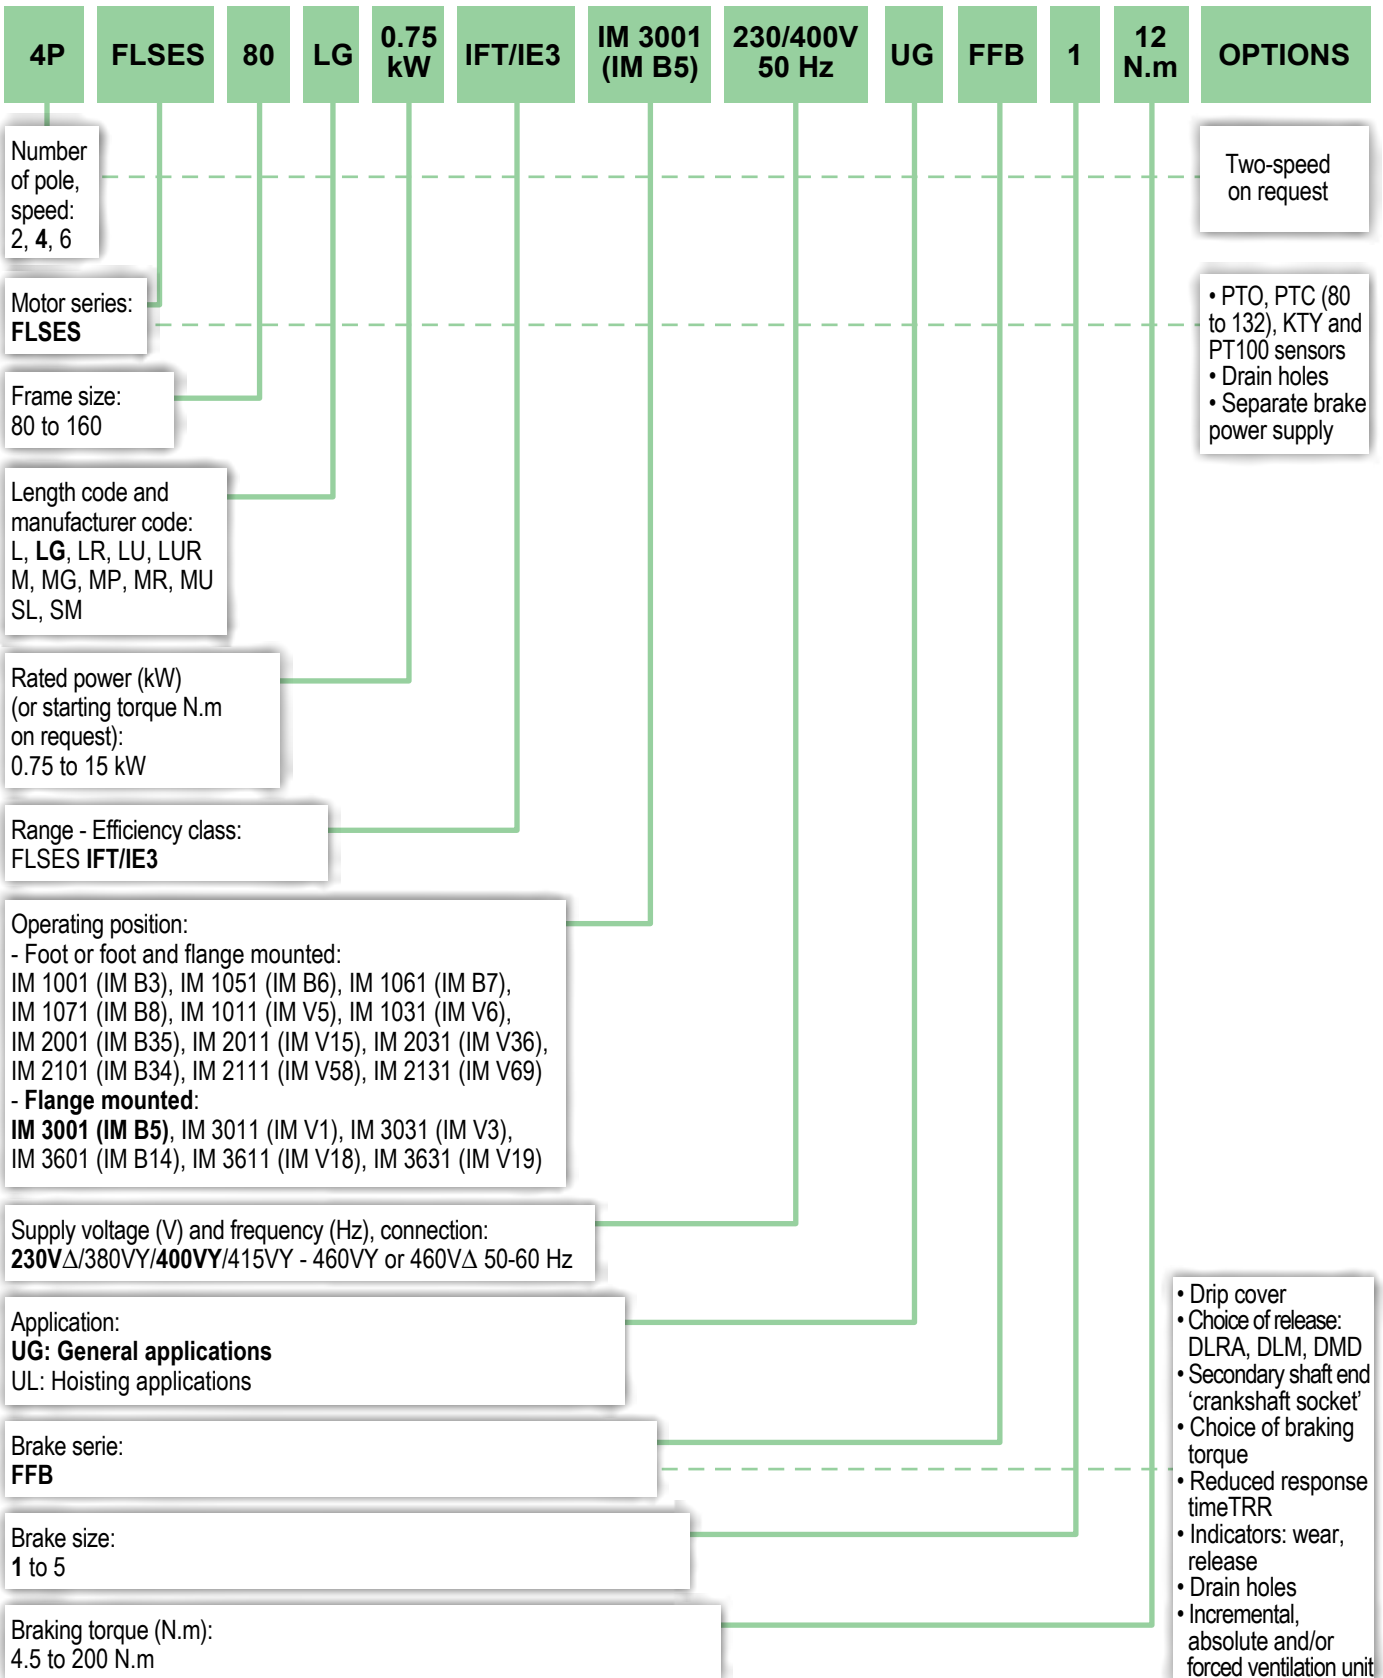 4P
FLSES
80
LG
0.75
kW
IFT/IE3
IM 3001
(IM B5)
230/400V
50 Hz
UG
FFB
1
12
N.m
OPTIONS
Number
of pole,
speed:
2, 4, 6
Two-speed
on request
Motor series:
FLSES
• PTO, PTC (80
to 132), KTY and
PT100 sensors
• Drain holes
• Separate brake
power supply
Frame size:
80 to 160
Length code and
manufacturer code:
L, LG, LR, LU, LUR
M, MG, MP, MR, MU
SL, SM
Rated power (kW)
(or starting torque N.m
on request):
0.75 to 15 kW
Range - Efficiency class:
FLSES IFT/IE3
Operating position:
- Foot or foot and flange mounted:
IM 1001 (IM B3), IM 1051 (IM B6), IM 1061 (IM B7),
IM 1071 (IM B8), IM 1011 (IM V5), IM 1031 (IM V6),
IM 2001 (IM B35), IM 2011 (IM V15), IM 2031 (IM V36),
IM 2101 (IM B34), IM 2111 (IM V58), IM 2131 (IM V69)
- Flange mounted:
IM 3001 (IM B5), IM 3011 (IM V1), IM 3031 (IM V3),
IM 3601 (IM B14), IM 3611 (IM V18), IM 3631 (IM V19)
Supply voltage (V) and frequency (Hz), connection:
230VΔ/380VY/400VY/415VY - 460VY or 460VΔ 50-60 Hz
Application:
UG: General applications
UL: Hoisting applications
Brake serie:
FFB
Brake size:
1 to 5
Braking torque (N.m):
4.5 to 200 N.m
• Drip cover
• Choice of release:
DLRA, DLM, DMD
• Secondary shaft end
‘crankshaft socket’
• Choice of braking
torque
• Reduced response
timeTRR
• Indicators: wear,
release
• Drain holes
• Incremental,
absolute and/or
forced ventilation unit